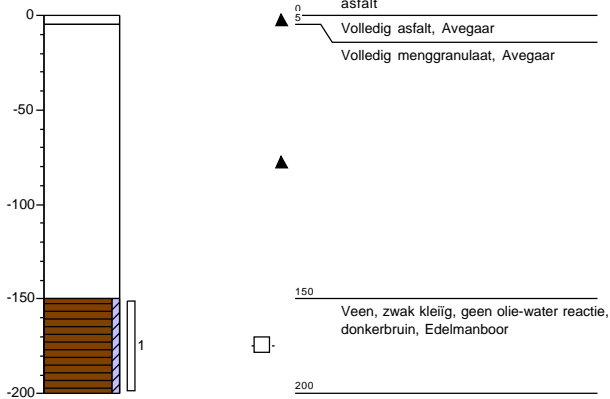 asfalt
0
0
5
Volledig asfalt, Avegaar
Volledig menggranulaat, Avegaar
-50
-100
-150
150
Veen, zwak kleiïg, geen olie-water reactie,
donkerbruin, Edelmanboor
1
-200
200